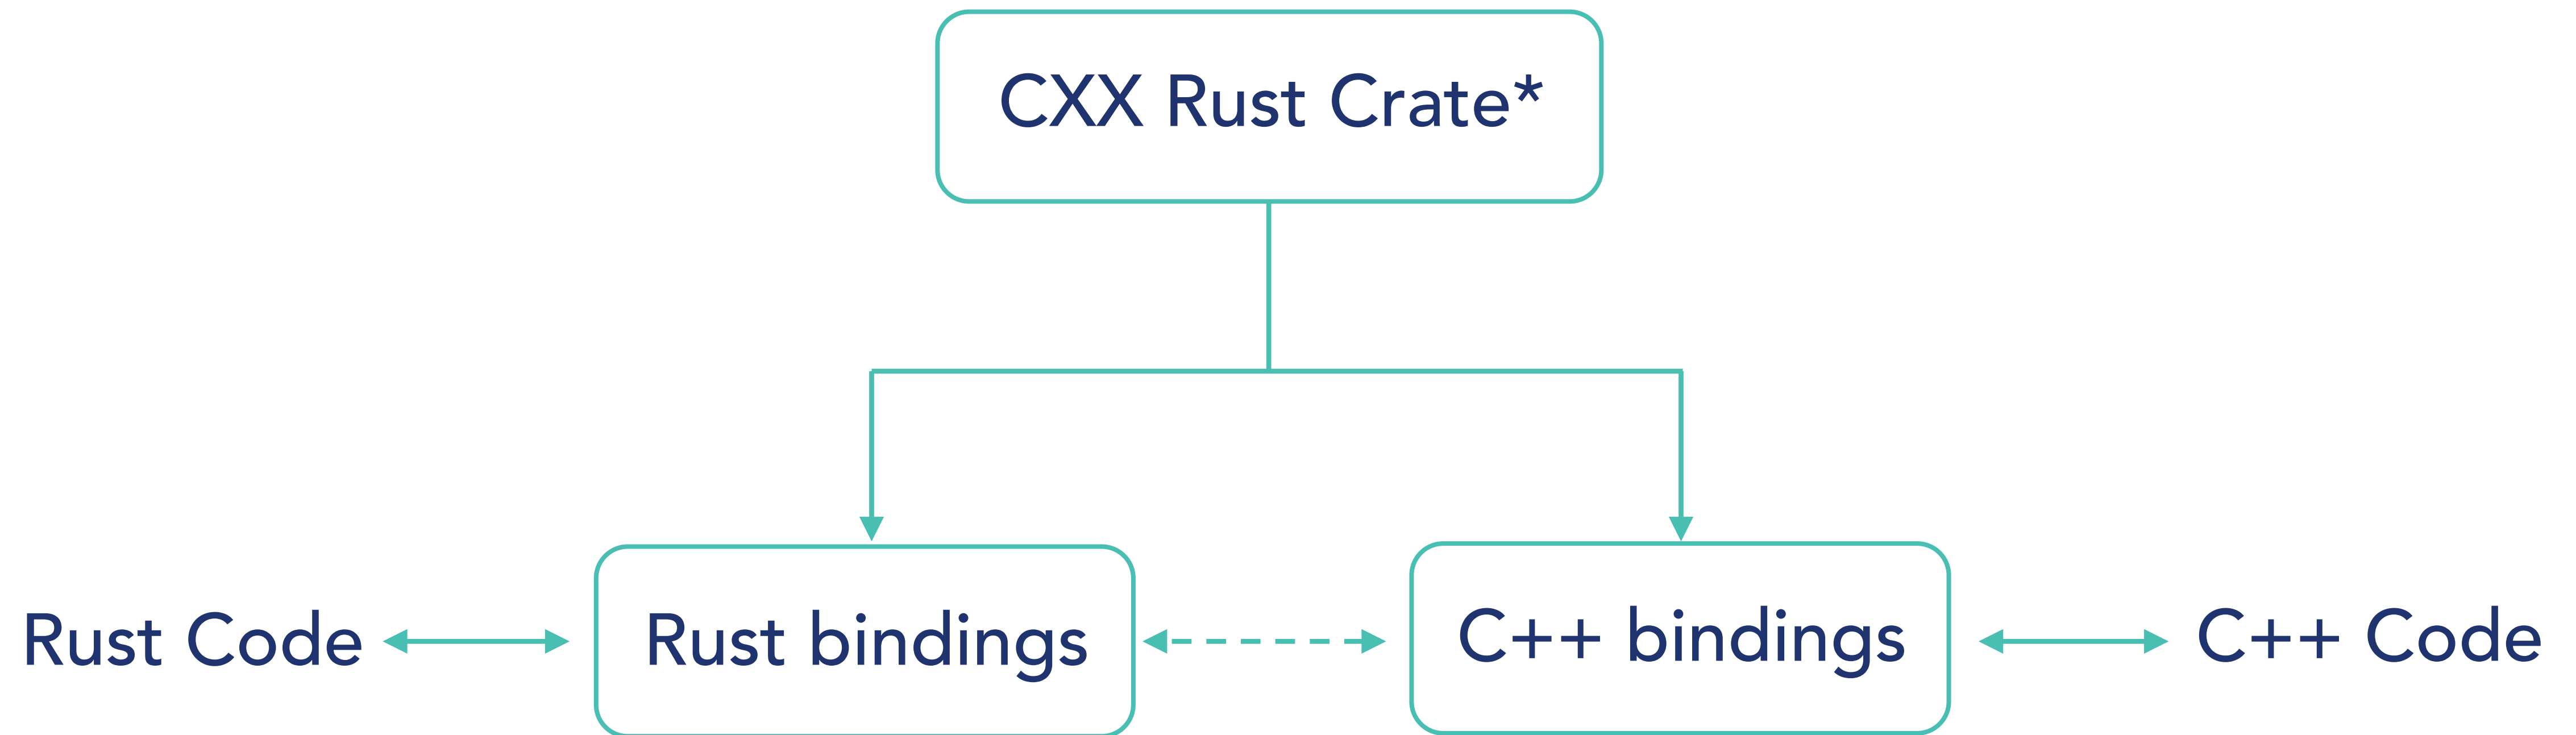 CXX Rust Crate*
Rust Code
Rust bindings
C++ bindings
C++ Code